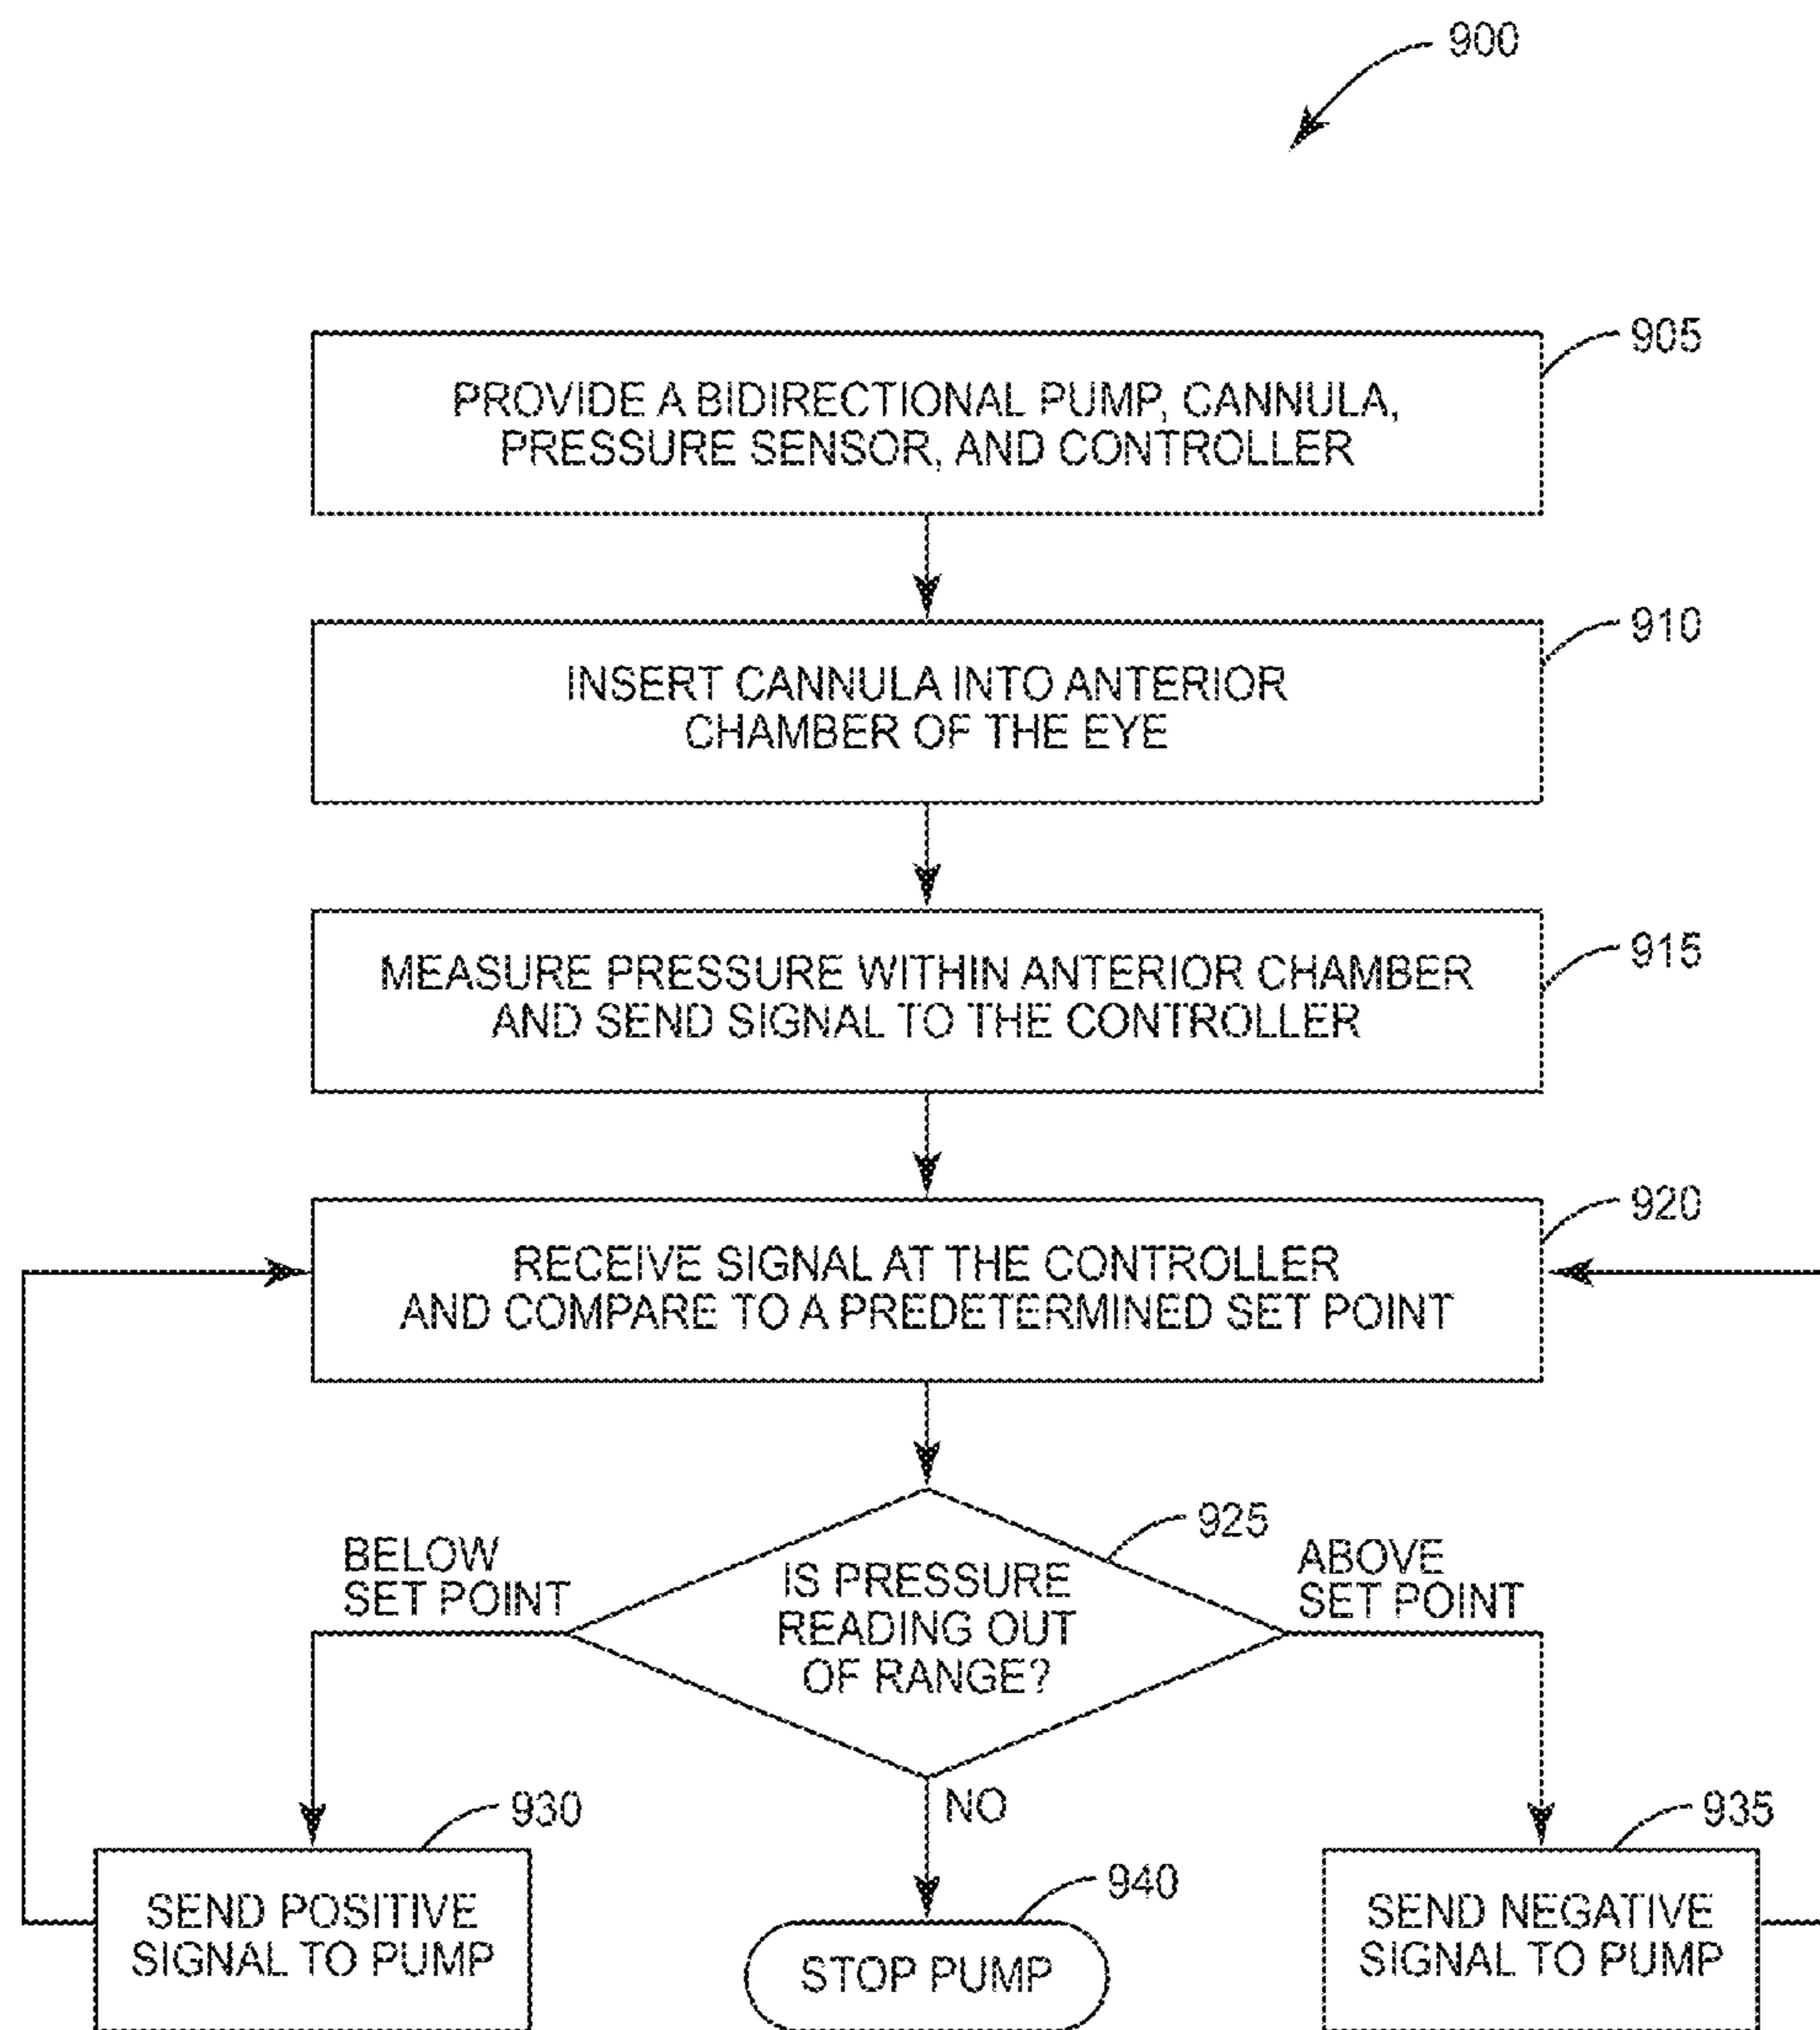 900
905
PROVIDE A BIDIRECTIONAL PUMP, CANNULA,
PRESSURE SENSOR, AND CONTROLLER
910
INSERT CANNULA INTO ANTERIOR
CHAMBER OF THE EYE
915
MEASURE PRESSURE WITHIN ANTERIOR CHAMBER
AND SEND SIGNAL TO THE CONTROLLER
920
RECEIVE SIGNAL AT THE CONTROLLER
AND COMPARE TO A PREDETERMINED SET POINT
925
BELOW
SET POINT
IS PRESSURE
READING OUT
OF RANGE?
ABOVE
SET POINT
NO
930
SEND POSITIVE
SIGNAL TO PUMP
940
STOP PUMP
935
SEND NEGATIVE
SIGNAL TO PUMP